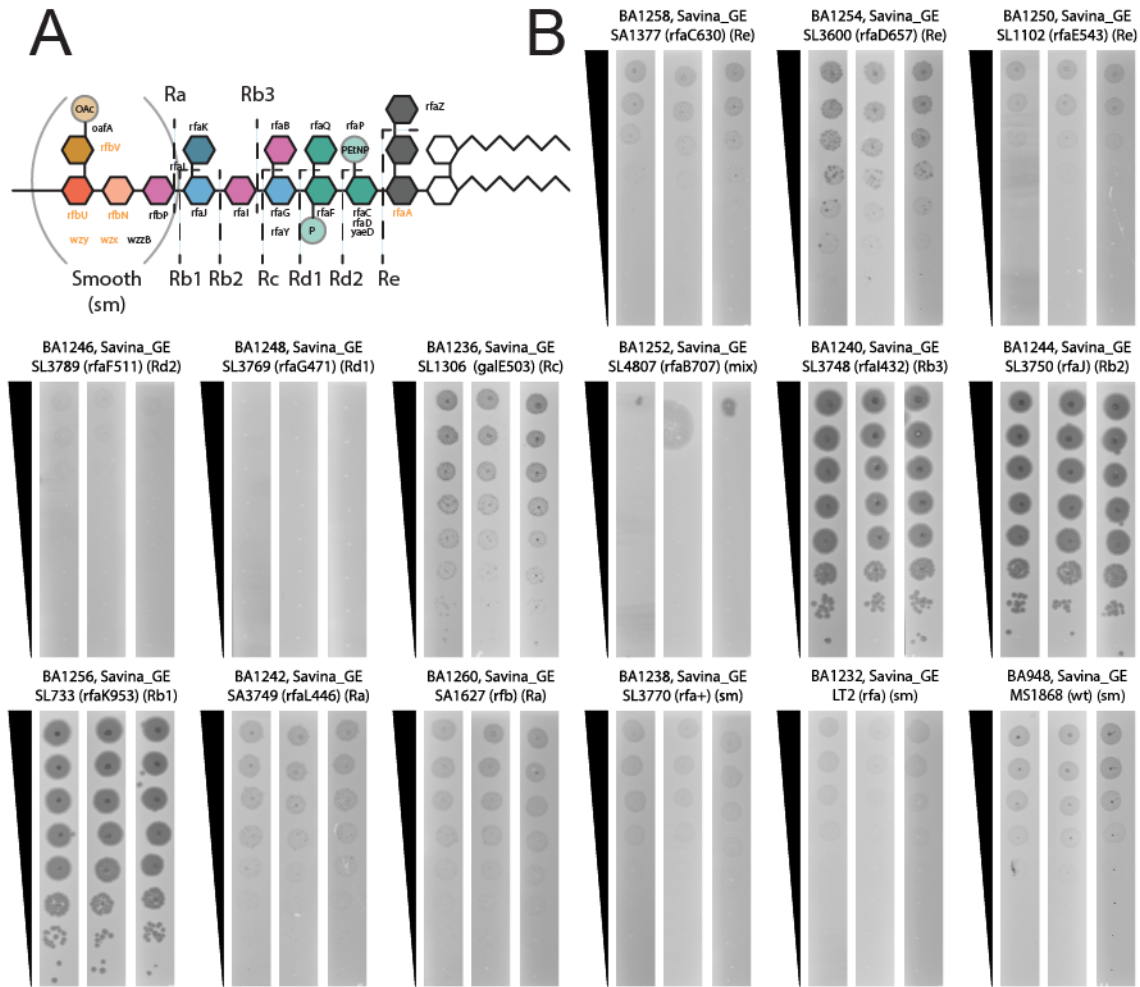 A
B
OAc
oafA
rfbV
rfbU
rfbN
rfbP
wzy
wzx
wzzB
Smooth
(sm)
Ra
Rb3
rfaK
rfaL
rfaJ
rfaI
rfaB
rfaG
rfaY
rfaQ
rfaF
P
rfaP
PEtNP
rfaC
rfaD
yaeD
rfaZ
rfaA
Rb1
Rb2
Rc
Rd1
Rd2
Re
BA1258, Savina_GE
SA1377 (rfaC630) (Re)
BA1254, Savina_GE
SL3600 (rfaD657) (Re)
BA1250, Savina_GE
SL1102 (rfaE543) (Re)
BA1246, Savina_GE
SL3789 (rfaF511) (Rd2)
BA1248, Savina_GE
SL3769 (rfaG471) (Rd1)
BA1236, Savina_GE
SL1306 (galE503) (Rc)
BA1252, Savina_GE
SL4807 (rfaB707) (mix)
BA1240, Savina_GE
SL3748 (rfaI432) (Rb3)
BA1244, Savina_GE
SL3750 (rfaJ) (Rb2)
BA1256, Savina_GE
SL733 (rfaK953) (Rb1)
BA1242, Savina_GE
SA3749 (rfaL446) (Ra)
BA1260, Savina_GE
SA1627 (rfb) (Ra)
BA1238, Savina_GE
SL3770 (rfa+) (sm)
BA1232, Savina_GE
LT2 (rfa) (sm)
BA948, Savina_GE
MS1868 (wt) (sm)